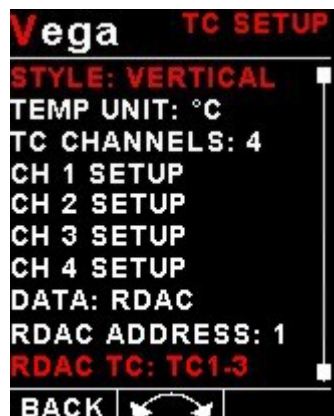 Vega TC SETUP
STYLE: VERTICAL
TEMP UNIT: °C
TC CHANNELS: 4
CH 1 SETUP
CH 2 SETUP
CH 3 SETUP
CH 4 SETUP
DATA: RDAC
RDAC ADDRESS: 1
RDAC TC: TC1-3
BACK